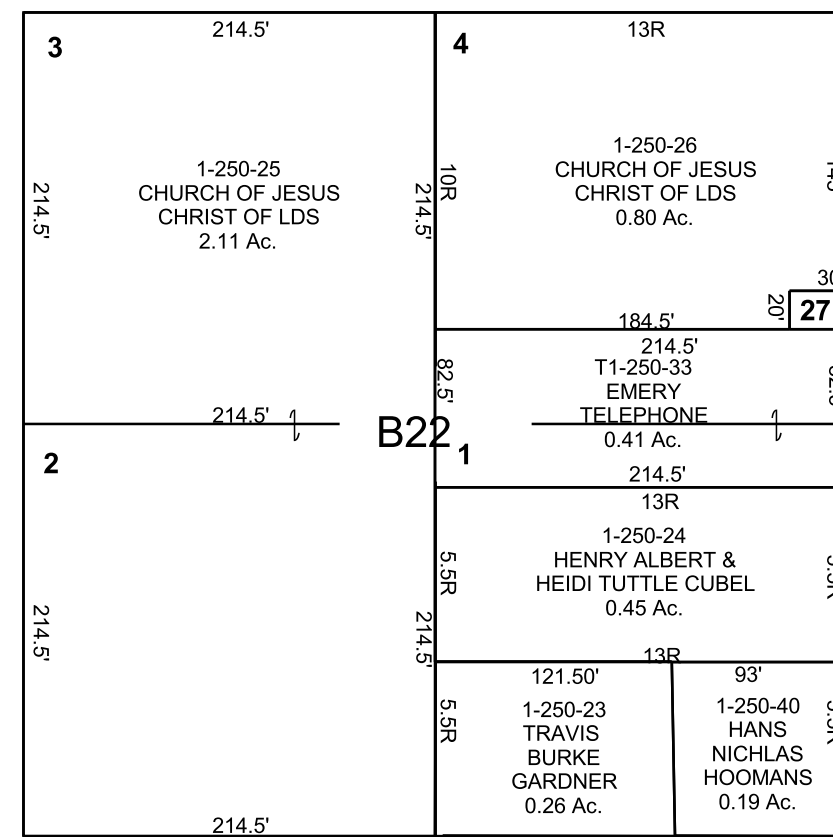 3
214.5'
214.5'
214.5'
1-250-25
CHURCH OF JESUS
CHRIST OF LDS
2.11 Ac.
214.5'
4
13R
10R
1-250-26
CHURCH OF JESUS
CHRIST OF LDS
0.80 Ac.
30
20'
27
184.5'
214.5'
82.5'
T1-250-33
EMERY
TELEPHONE
0.41 Ac.
B22
2
1
214.5'
214.5'
214.5'
214.5'
13R
5.5R
1-250-24
HENRY ALBERT &
HEIDI TUTTLE CUBEL
0.45 Ac.
13R
121.50'
5.5R
1-250-23
TRAVIS
BURKE
GARDNER
0.26 Ac.
93'
1-250-40
HANS
NICHLAS
HOOMANS
0.19 Ac.